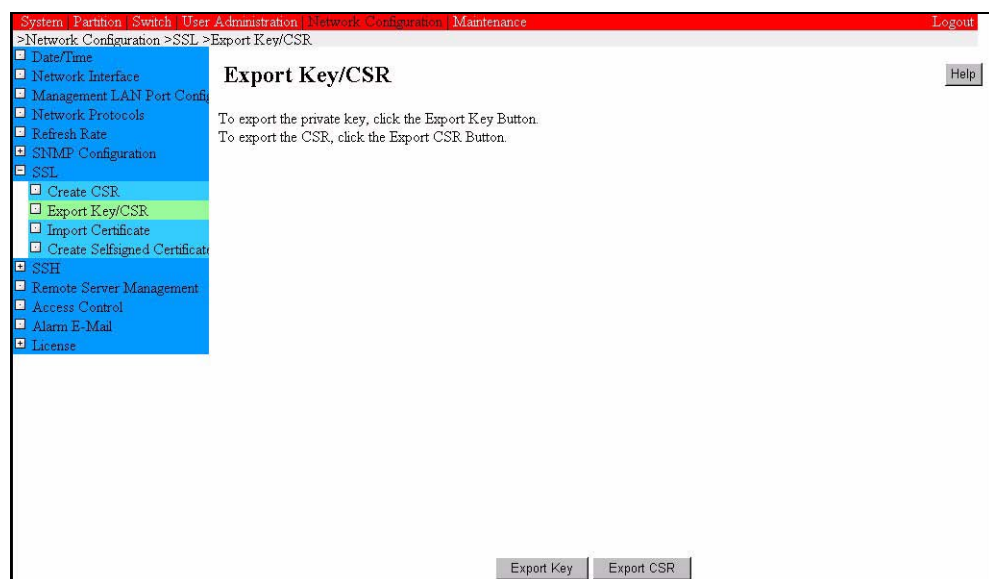 System | Partition | Switch | User Administration | Network Configuration | Maintenance Logout
>Network Configuration >SSL >Export Key/CSR
Date/Time
Network Interface
Management LAN Port Config
Network Protocols
Refresh Rate
SNMP Configuration
SSL
Create CSR
Export Key/CSR
Import Certificate
Create Selfsigned Certificate
SSH
Remote Server Management
Access Control
Alarm E-Mail
License
Export Key/CSR
Help
To export the private key, click the Export Key Button.
To export the CSR, click the Export CSR Button.
Export Key Export CSR